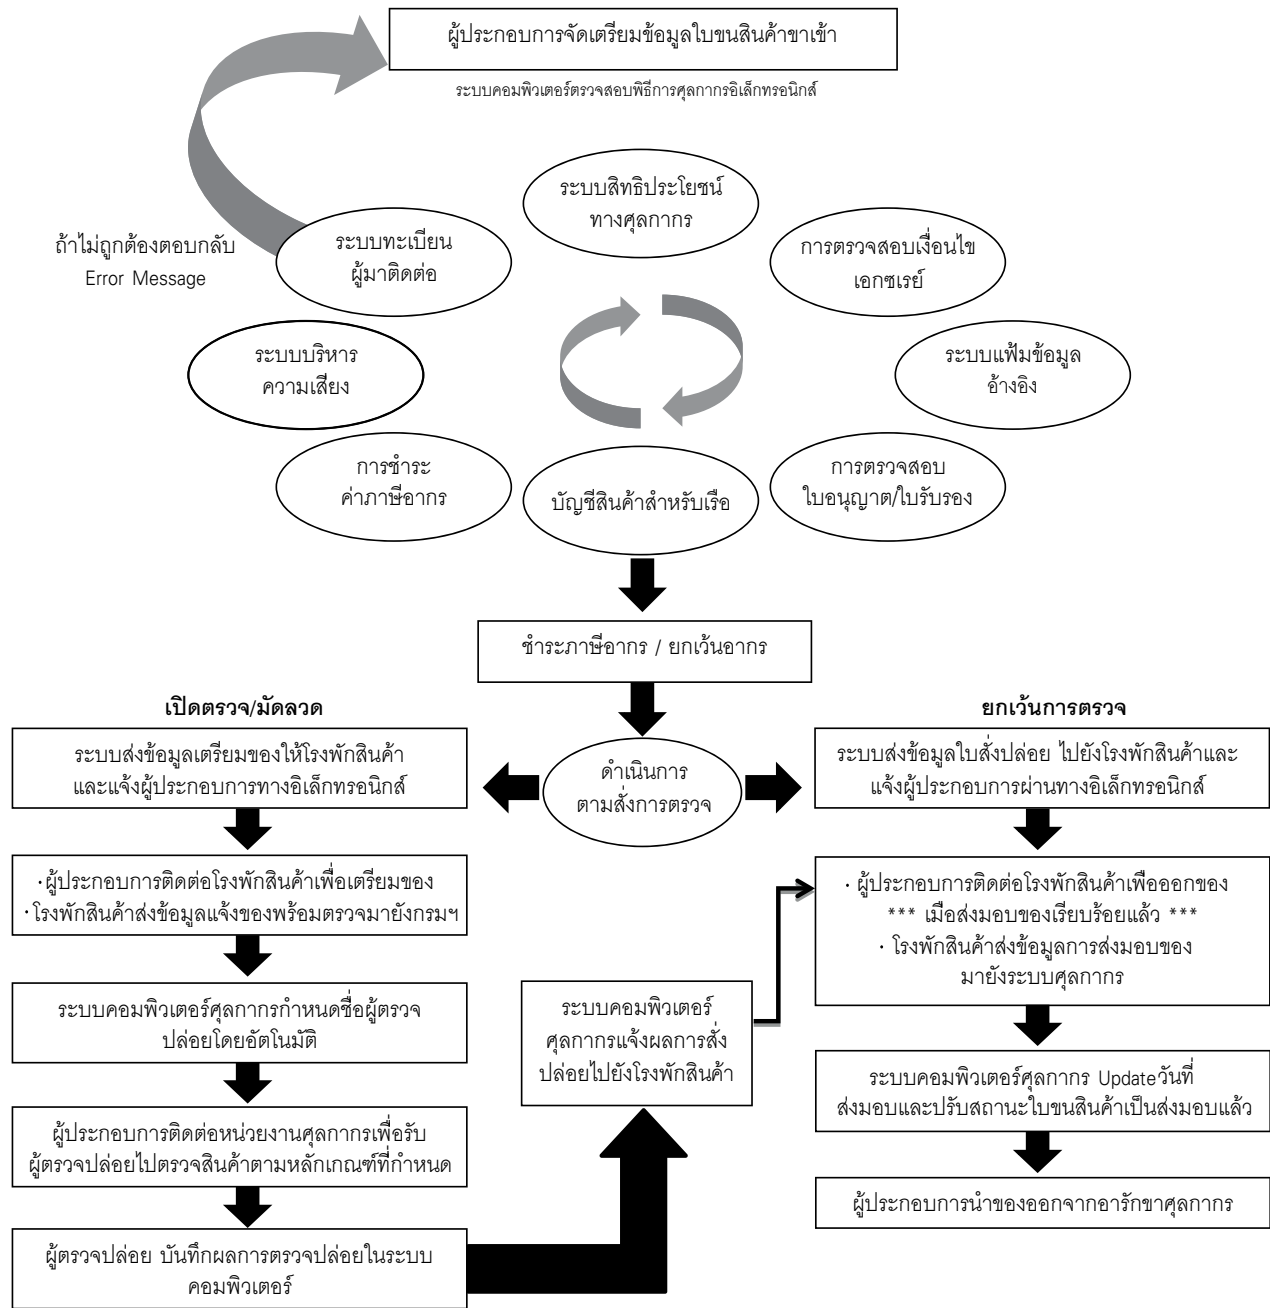 ผู้ประกอบการจัดเตรียมข้อมูลใบขนสินค้าขาเข้า
ระบบคอมพิวเตอร์ตรวจสอบพิธีการศุลกากรอิเล็กทรอนิกส์
ระบบสิทธิประโยชน์
ทางศุลกากร
ถ้าไม่ถูกต้องตอบกลับ
Error Message
ระบบทะเบียน
ผู้มาติดต่อ
การตรวจสอบเงื่อนไข
เอกซเรย์
ระบบบริหาร
ความเสี่ยง
ระบบแฟ้มข้อมูล
อ้างอิง
การชำระ
ค่าภาษีอากร
บัญชีสินค้าสำหรับเรือ
การตรวจสอบ
ใบอนุญาต/ใบรับรอง
ชำระภาษีอากร / ยกเว้นอากร
เปิดตรวจ/มัดลวด
ยกเว้นการตรวจ
ระบบส่งข้อมูลเตรียมของให้โรงพักสินค้า
และแจ้งผู้ประกอบการทางอิเล็กทรอนิกส์
ดำเนินการ
ตามสั่งการตรวจ
ระบบส่งข้อมูลใบสั่งปล่อย ไปยังโรงพักสินค้าและ
แจ้งผู้ประกอบการผ่านทางอิเล็กทรอนิกส์
·ผู้ประกอบการติดต่อโรงพักสินค้าเพื่อเตรียมของ
·โรงพักสินค้าส่งข้อมูลแจ้งของพร้อมตรวจมายังกรมฯ
· ผู้ประกอบการติดต่อโรงพักสินค้าเพือออกของ
*** เมือส่งมอบของเรียบร้อยแล้ว ***
· โรงพักสินค้าส่งข้อมูลการส่งมอบของ
มายังระบบศุลกากร
ระบบคอมพิวเตอร์ศุลกากรกำหนดชื่อผู้ตรวจ
ปล่อยโดยอัตโนมัติ
ระบบคอมพิวเตอร์
ศุลกากรแจ้งผลการสั่ง
ปล่อยไปยังโรงพักสินค้า
ระบบคอมพิวเตอร์ศุลกากร Updateวันที่
ส่งมอบและปรับสถานะใบขนสินค้าเป็นส่งมอบแล้ว
ผู้ประกอบการติดต่อหน่วยงานศุลกากรเพื่อรับ
ผู้ตรวจปล่อยไปตรวจสินค้าตามหลักเกณฑ์ที่กำหนด
ผู้ประกอบการนำของออกจากอารักขาศุลกากร
ผู้ตรวจปล่อย บันทึกผลการตรวจปล่อยในระบบ
คอมพิวเตอร์